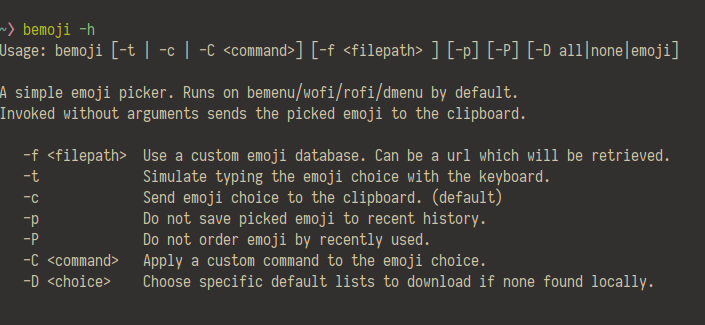 ~> bemoji -h
Usage: bemoji [-t | -c | -C <command>] [-f <filepath> ] [-p] [-P] [-D all|none|emoji]
A simple emoji picker. Runs on bemenu/wofi/rofi/dmenu by default.
Invoked without arguments sends the picked emoji to the clipboard.
-f <filepath>  Use a custom emoji database. Can be a url which will be retrieved.
-t             Simulate typing the emoji choice with the keyboard.
-c             Send emoji choice to the clipboard. (default)
-p             Do not save picked emoji to recent history.
-P             Do not order emoji by recently used.
-C <command>   Apply a custom command to the emoji choice.
-D <choice>    Choose specific default lists to download if none found locally.